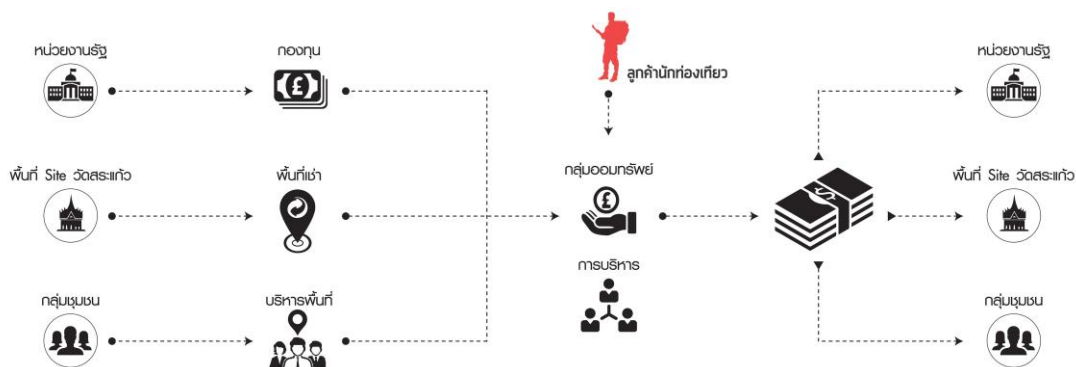 หน่วยงานรัฐ
กองทุน
ลูกค้านักท่องเที่ยว
หน่วยงานรัฐ
พื้นที่ Site วัดสระแก้ว
พื้นที่เช่า
กลุ่มออมทรัพย์
พื้นที่ Site วัดสระแก้ว
การบริหาร
กลุ่มชุมชน
บริหารพื้นที่
กลุ่มชุมชน